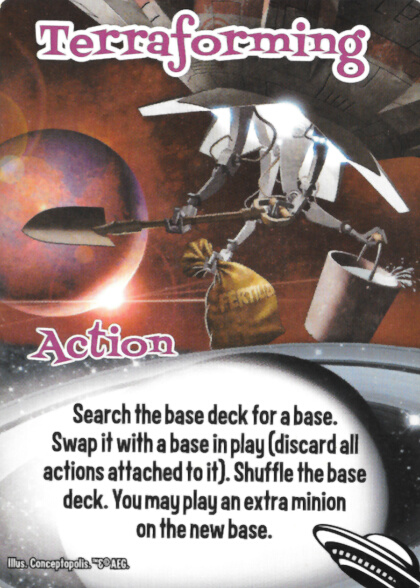 Terraforming
Action
Search the base deck for a base.
Swap it with a base in play (discard all
actions attached to it). Shuffle the base
deck. You may play an extra minion
on the new base.
Illus. Conceptopolis. ™&©AEG.